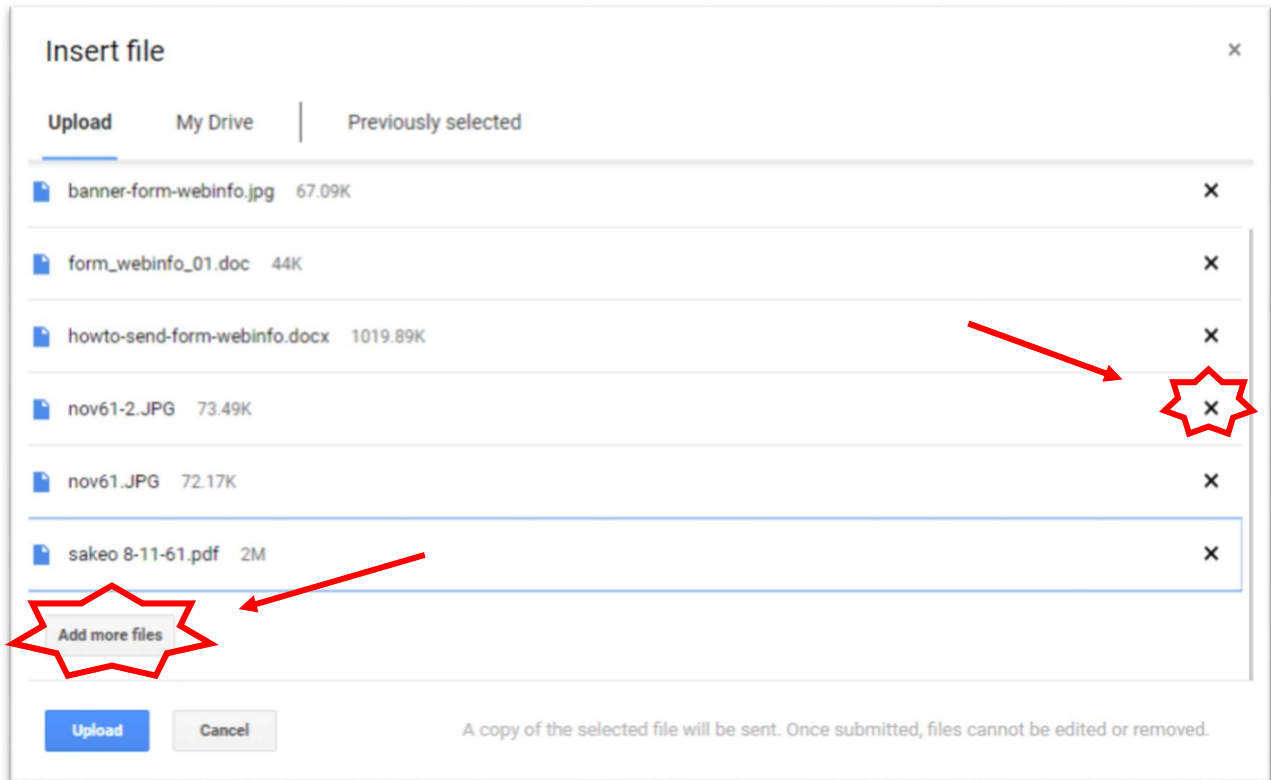 Insert file
Upload My Drive Previously selected
banner-form-webinfo.jpg 67.09K
form_webinfo_01.doc 44K
howto-send-form-webinfo.docx 1019.89K
nov61-2.JPG 73.49K
nov61.JPG 72.17K
sakeo 8-11-61.pdf 2M
Add more files
Upload Cancel A copy of the selected file will be sent. Once submitted, files cannot be edited or removed.